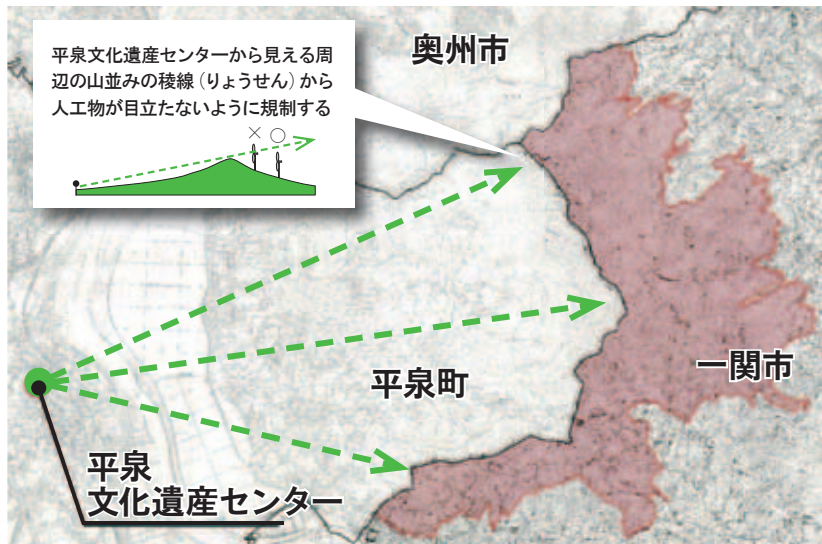 平泉文化遺産センターから見える周
辺の山並みの稜線（りょうせん）から
人工物が目立たないように規制する
× ○
奥州市
一関市
平泉町
平泉
文化遺産センター